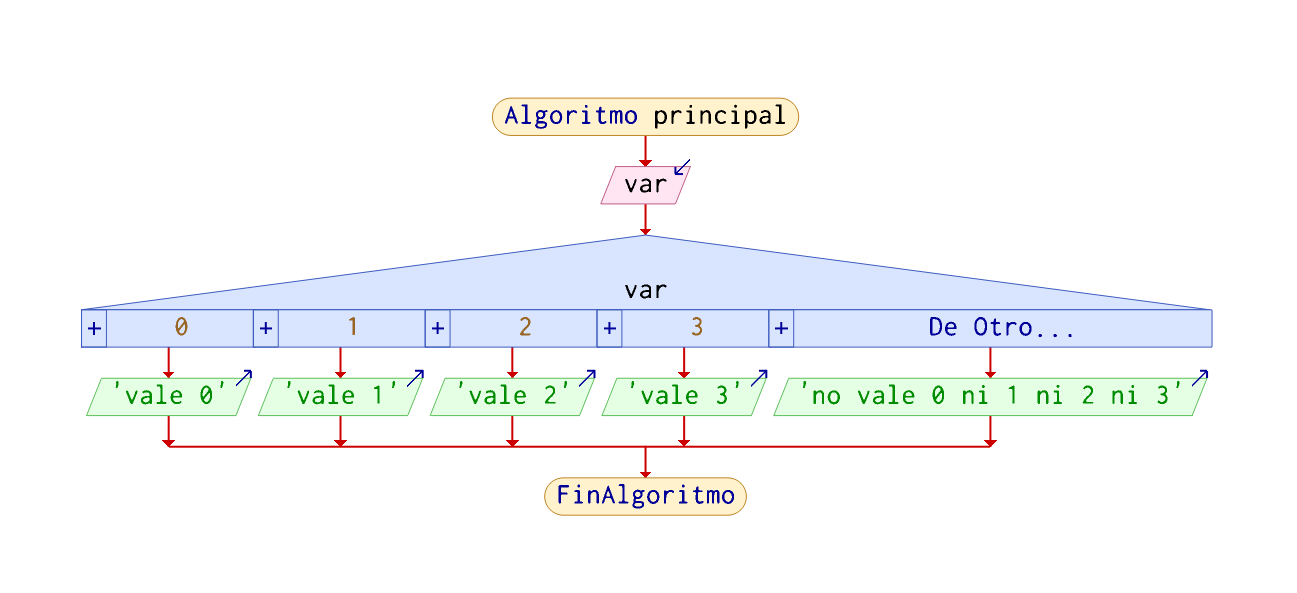 Algoritmo principal
var
var
+ 0 + 1 + 2 + 3 + De Otro...
'vale 0' 'vale 1' 'vale 2' 'vale 3' 'no vale 0 ni 1 ni 2 ni 3'
FinAlgoritmo